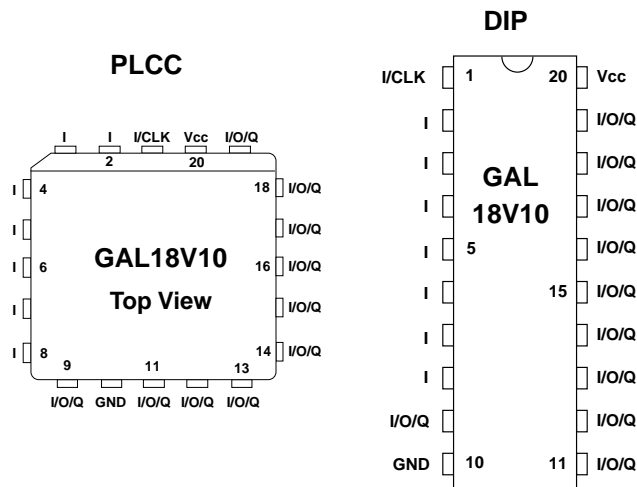 PLCC
I I I/CLK Vcc I/O/Q
2 20
I 4 18 I/O/Q
I I/O/Q
I 6 GAL18V10 16 I/O/Q
Top View
I I/O/Q
I 8 14 I/O/Q
9 11 13
I/O/Q GND I/O/Q I/O/Q I/O/Q
DIP
I/CLK 1 20 Vcc
I I/O/Q
I I/O/Q
GAL
I 18V10 I/O/Q
I 5 I/O/Q
I 15 I/O/Q
I I/O/Q
I I/O/Q
I/O/Q I/O/Q
GND 10 11 I/O/Q